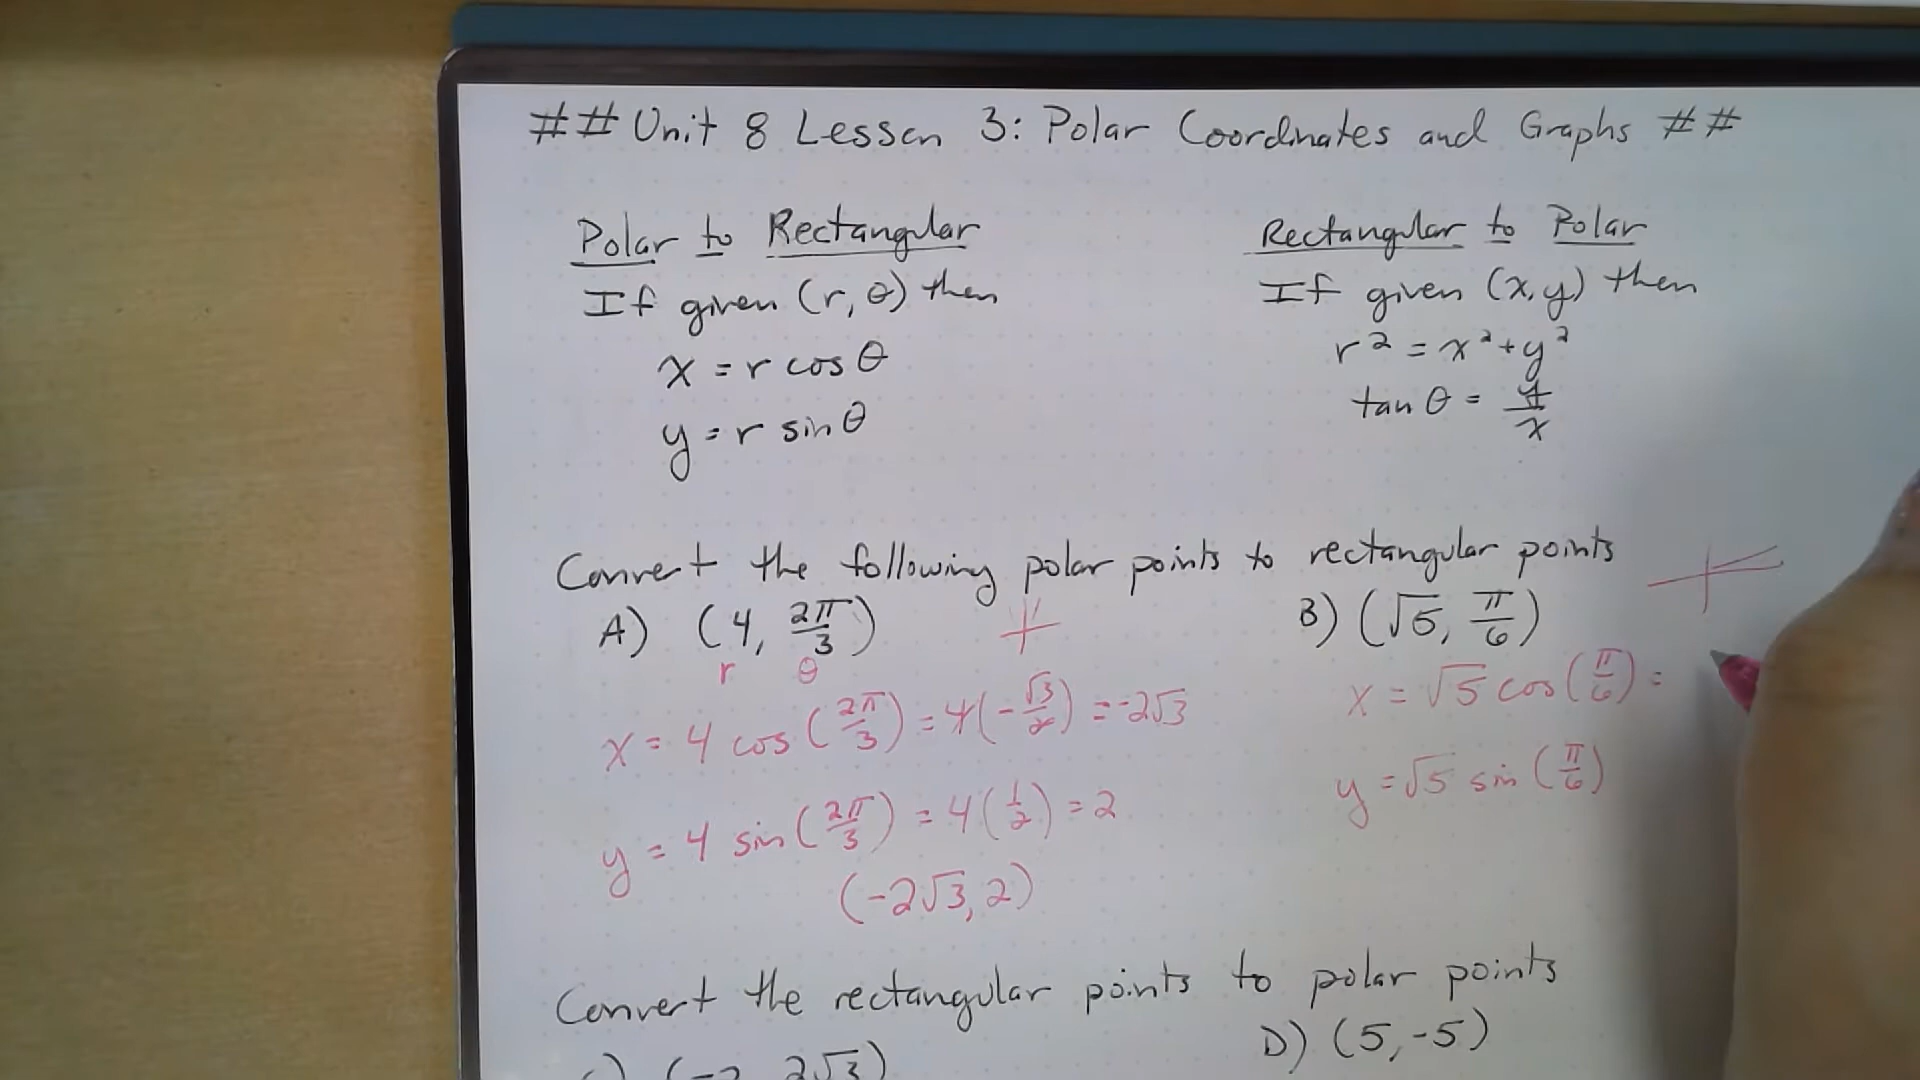 ## Unit 8 Lesson 3: Polar Coordinates and Graphs ##
Polar to Rectangular
If given (r, θ) then
x = r cos θ
y = r sin θ
Rectangular to Polar
If given (x, y) then
r² = x² + y²
tan θ = y/x
Convert the following polar points to rectangular points
A) (4, 2π/3)
r θ
x = 4 cos (2π/3) = 4(-√3/2) = -2√3
y = 4 sin (2π/3) = 4(1/2) = 2
(-2√3, 2)
B) (√5, π/6)
x = √5 cos (π/6) =
y = √5 sin (π/6)
Convert the rectangular points to polar points
D) (5, -5)